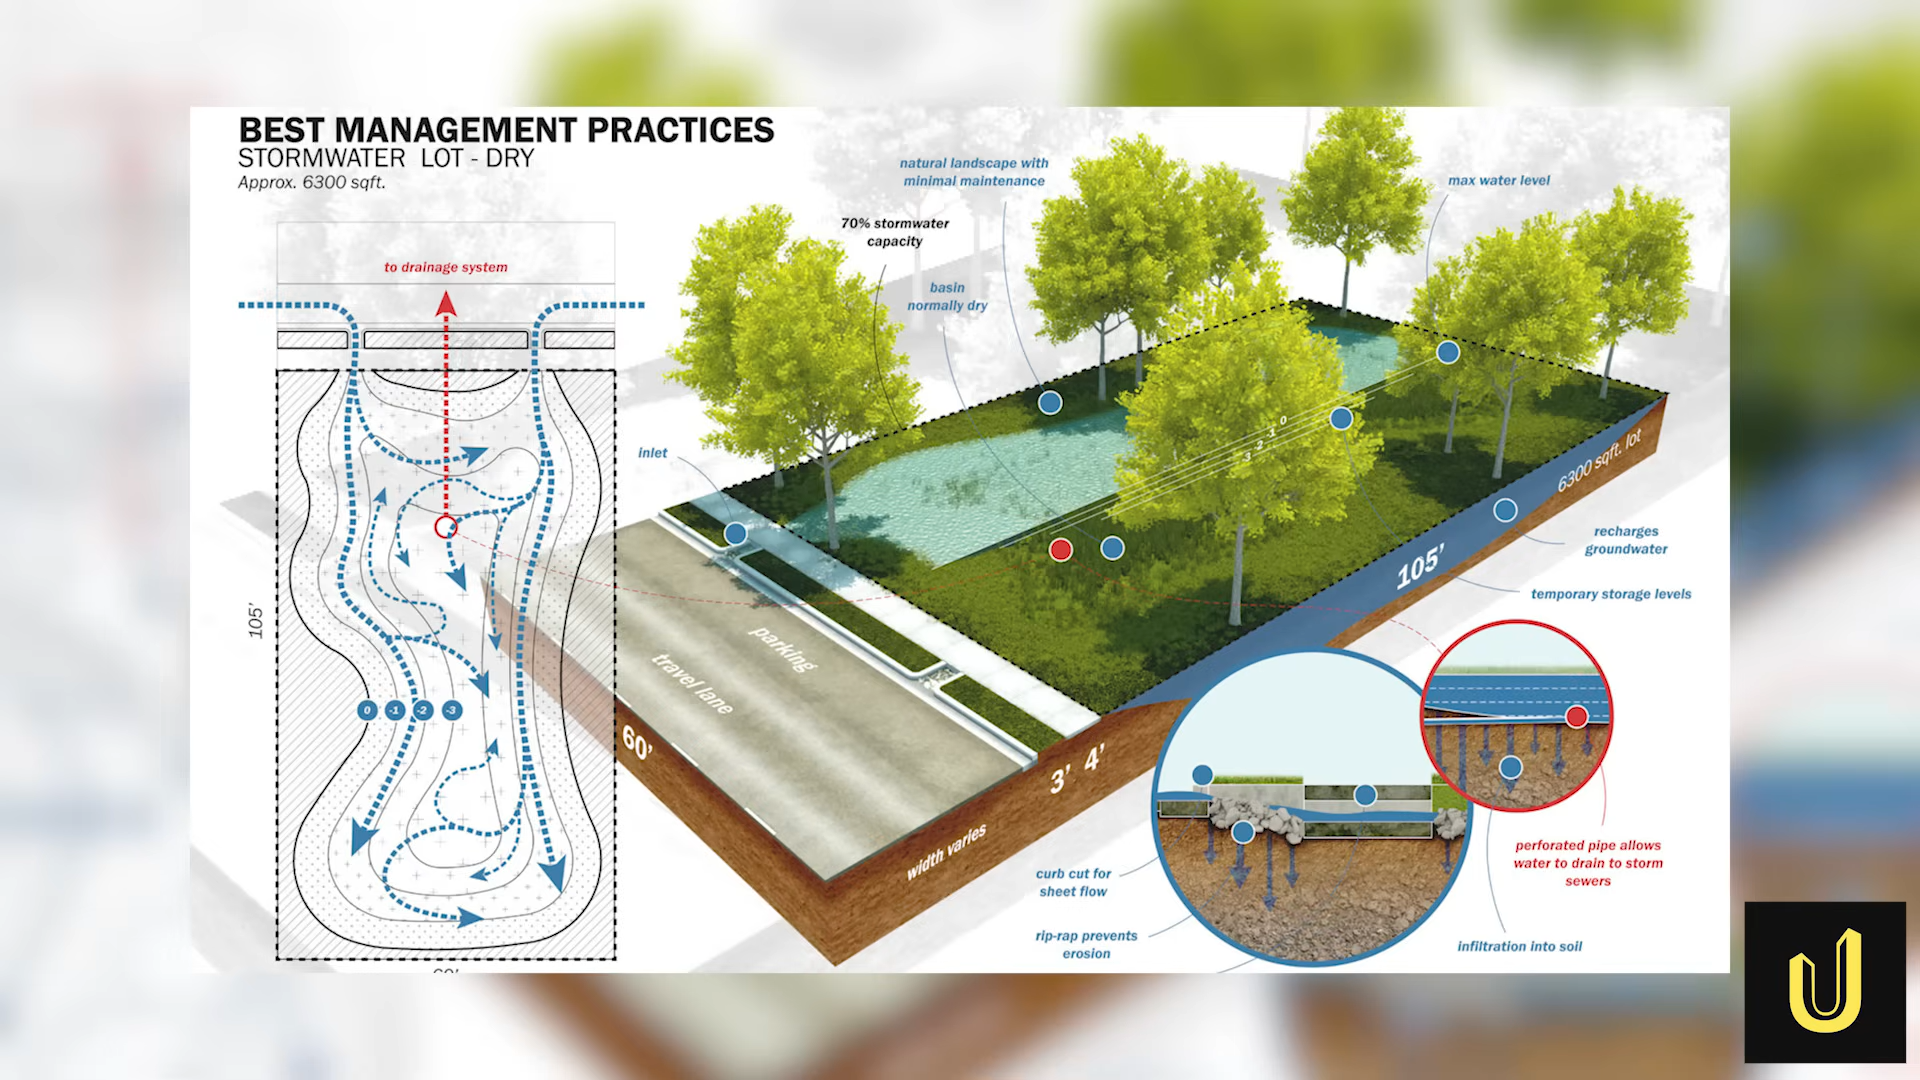 BEST MANAGEMENT PRACTICES
STORMWATER LOT - DRY
Approx. 6300 sqft.
to drainage system
105'
0 -1 -2 -3
natural landscape with
minimal maintenance
70% stormwater
capacity
basin
normally dry
max water level
inlet
-3 -2 -1 0
6300 sqft. lot
recharges
groundwater
105'
temporary storage levels
parking
travel lane
60'
3' 4'
width varies
curb cut for
sheet flow
rip-rap prevents
erosion
perforated pipe allows
water to drain to storm
sewers
infiltration into soil